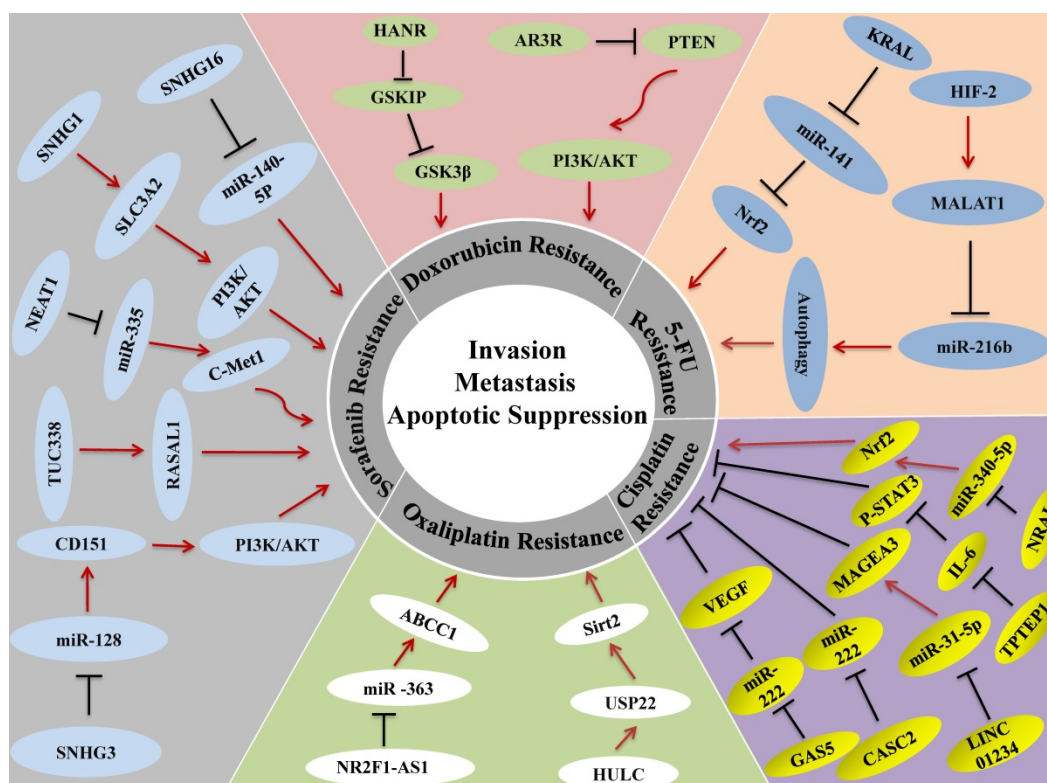 HANR
GSKIP
GSK3β
AR3R
PTEN
PI3K/AKT
KRAL
miR-141
Nrf2
HIF-2
MALAT1
miR-216b
Autophagy
SNHG16
miR-140-
5P
SNHG1
SLC3A2
PI3K/
AKT
NEAT1
miR-335
C-Met1
TUC338
RASAL1
CD151
PI3K/AKT
miR-128
SNHG3
Doxorubicin Resistance
5-FU
Resistance
Cisplatin
Resistance
Oxaliplatin Resistance
Sorafenib Resistance
Invasion
Metastasis
Apoptotic Suppression
ABCC1
miR -363
NR2F1-AS1
Sirt2
USP22
HULC
Nrf2
miR-340-5p
P-STAT3
IL-6
TPTEP1
MAGEA3
miR-31-5p
LINC
01234
VEGF
miR-
222
GAS5
miR-
222
CASC2